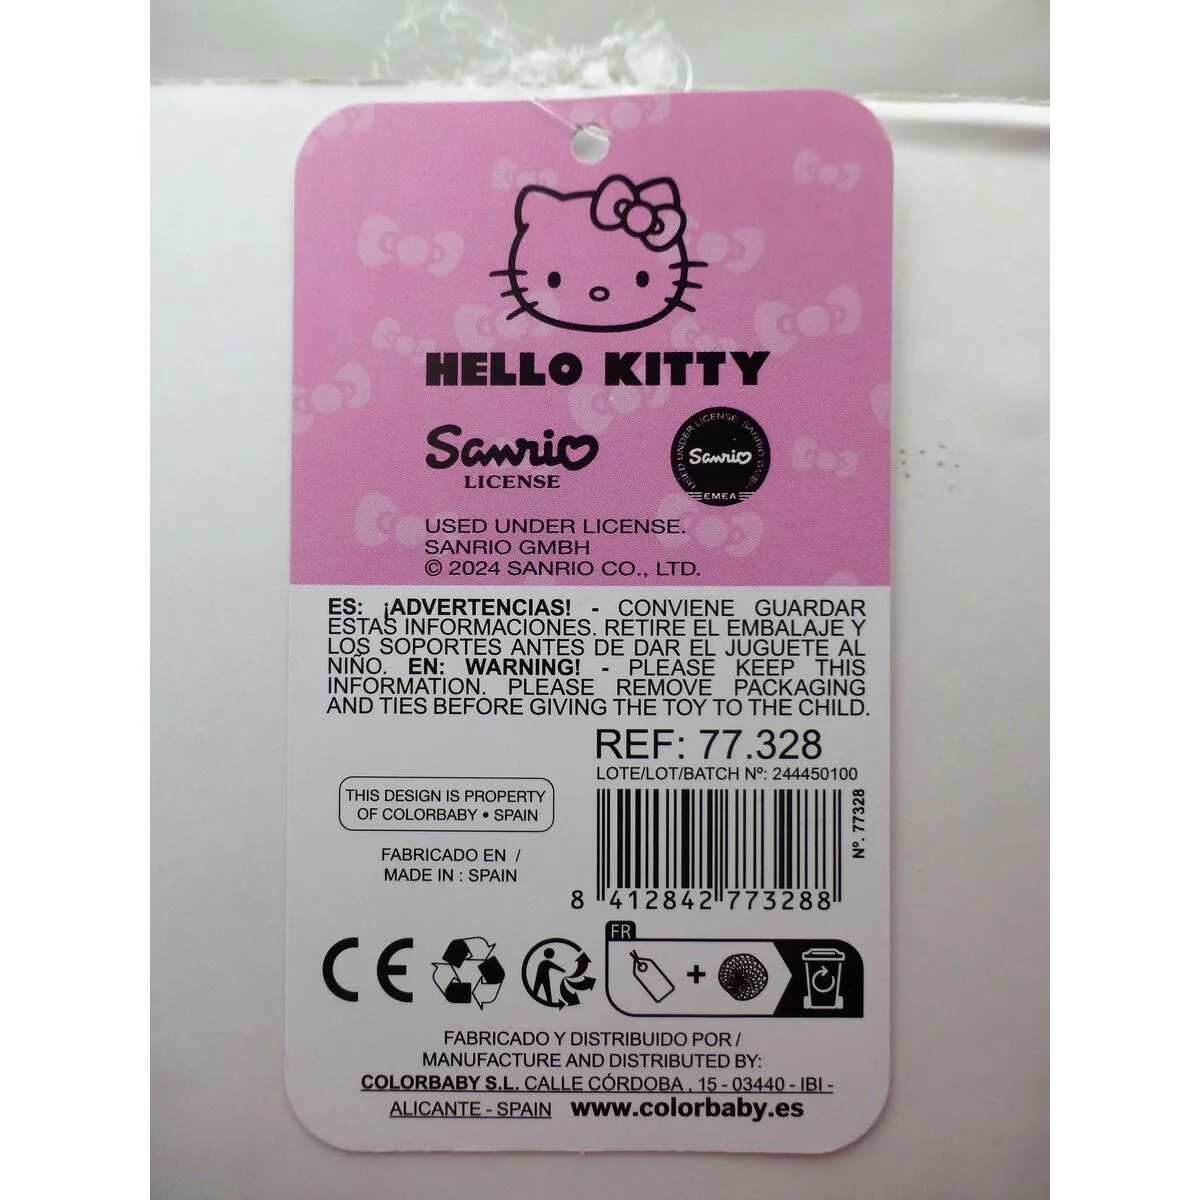 HELLO KITTY
Sanrio
LICENSE
USED UNDER LICENSE SANRIO GMBH
Sanrio
EMEA
USED UNDER LICENSE.
SANRIO GMBH
© 2024 SANRIO CO., LTD.
ES: ¡ADVERTENCIAS! - CONVIENE GUARDAR
ESTAS INFORMACIONES. RETIRE EL EMBALAJE Y
LOS SOPORTES ANTES DE DAR EL JUGUETE AL
NIÑO. EN: WARNING! - PLEASE KEEP THIS
INFORMATION. PLEASE REMOVE PACKAGING
AND TIES BEFORE GIVING THE TOY TO THE CHILD.
REF: 77.328
LOTE/LOT/BATCH Nº: 244450100
THIS DESIGN IS PROPERTY
OF COLORBABY • SPAIN
Nº. 77328
FABRICADO EN /
MADE IN : SPAIN
8 412842 773288
CE
FR
FABRICADO Y DISTRIBUIDO POR /
MANUFACTURE AND DISTRIBUTED BY:
COLORBABY S.L. CALLE CÓRDOBA , 15 - 03440 - IBI -
ALICANTE - SPAIN www.colorbaby.es